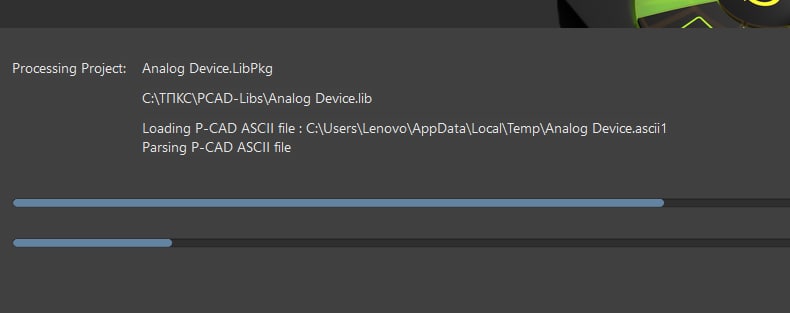 Processing Project: Analog Device.LibPkg
C:\ТПКС\PCAD-Libs\Analog Device.lib
Loading P-CAD ASCII file : C:\Users\Lenovo\AppData\Local\Temp\Analog Device.ascii1
Parsing P-CAD ASCII file